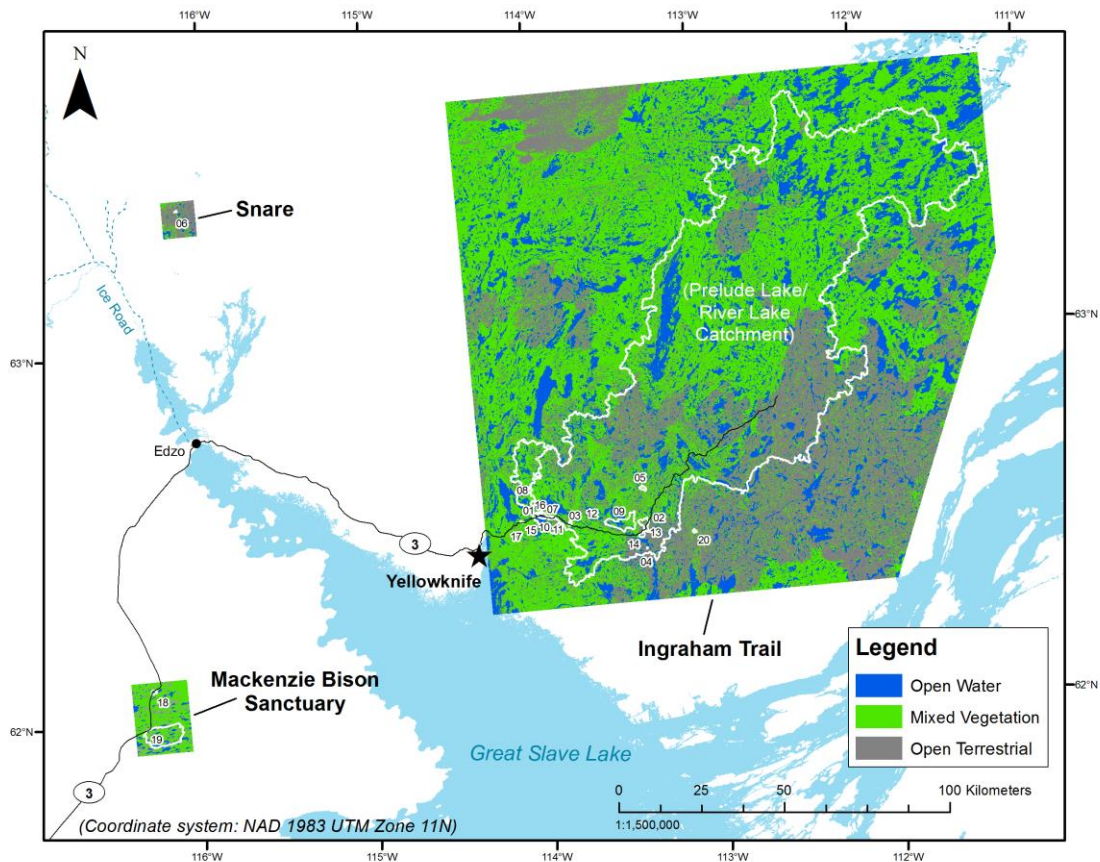 116°W
115°W
114°W
113°W
112°W
111°W
N
06
Snare
Ice Road
(Prelude Lake/
River Lake
Catchment)
63°N
63°N
Edzo
05
08
16
07
01
03
12
09
02
15
10
11
13
17
14
20
04
3
Yellowknife
Ingraham Trail
Mackenzie Bison
Sanctuary
18
19
62°N
62°N
Great Slave Lake
Legend
Open Water
Mixed Vegetation
Open Terrestrial
3
0
25
50
100 Kilometers
1:1,500,000
(Coordinate system: NAD 1983 UTM Zone 11N)
116°W
115°W
114°W
113°W
112°W